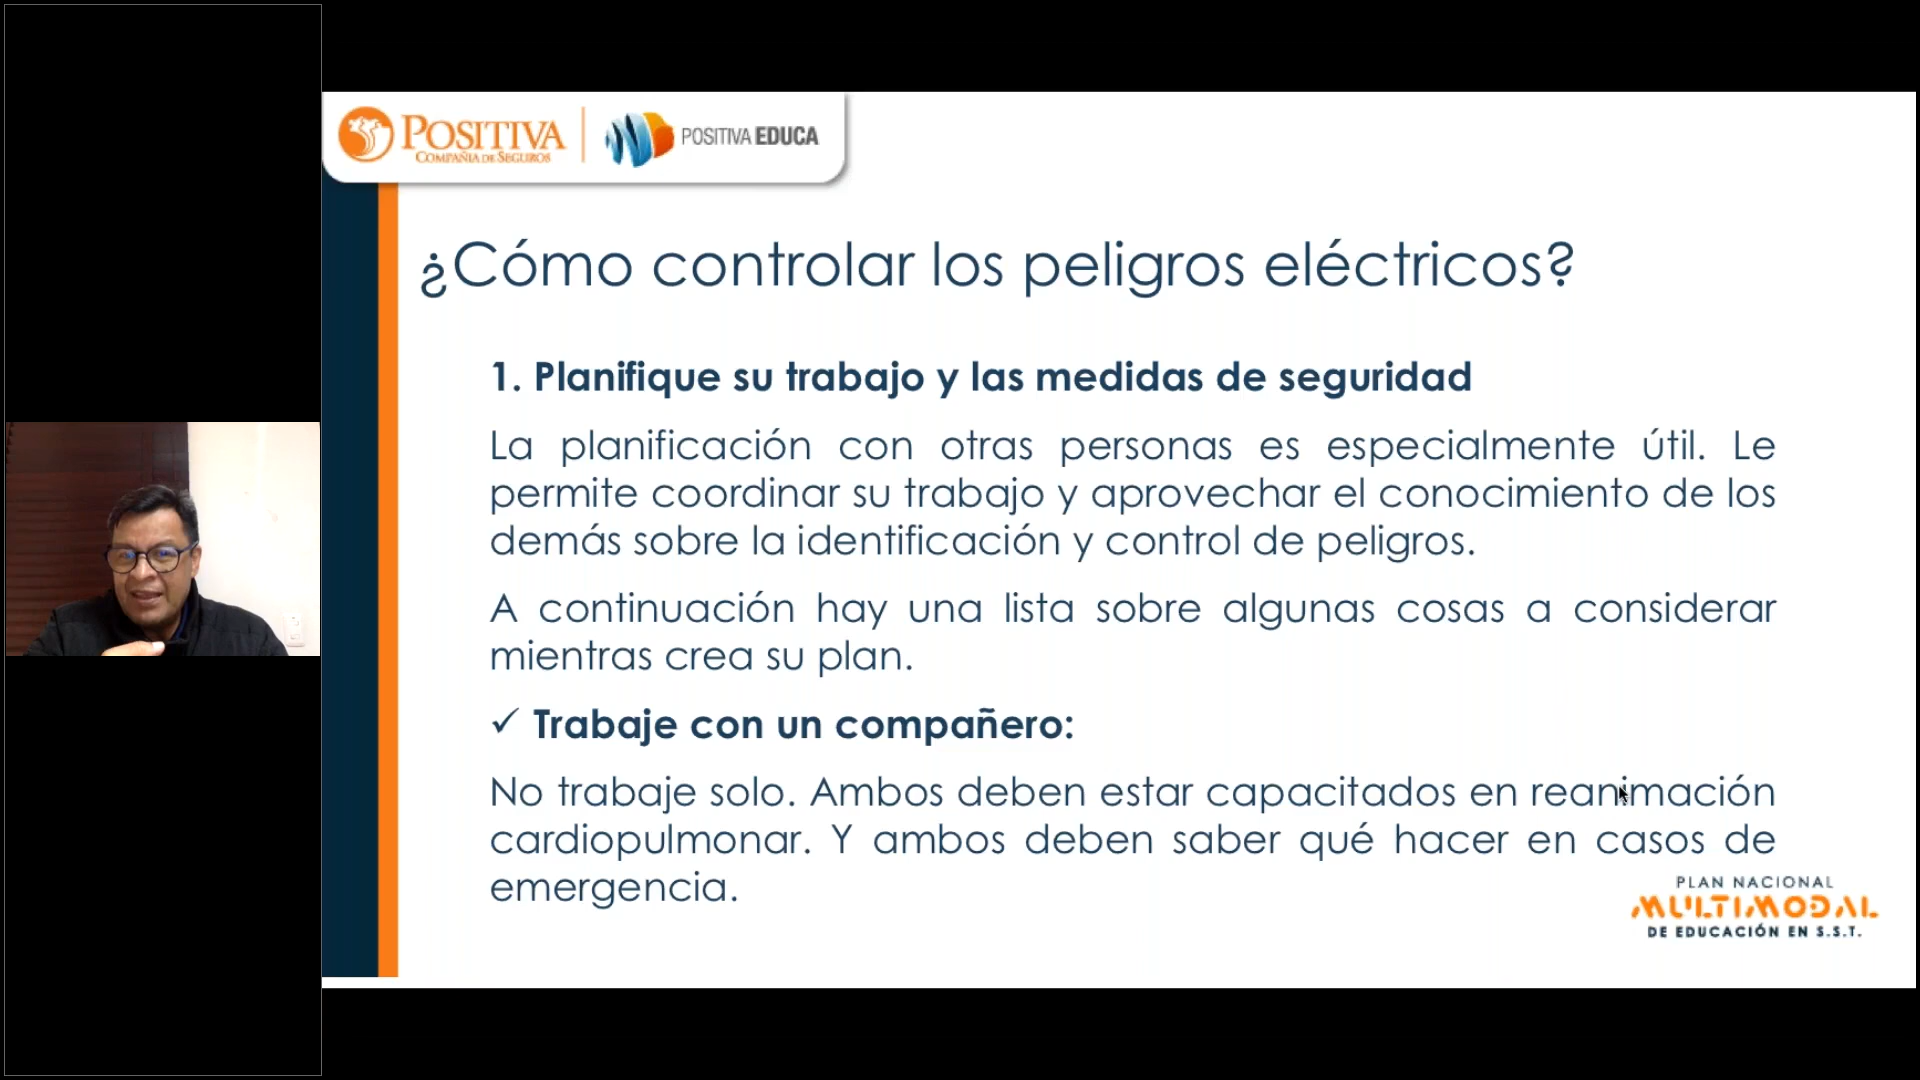 POSITIVA
COMPAÑIA DE SEGUROS
POSITIVA EDUCA
¿Cómo controlar los peligros eléctricos?
1. Planifique su trabajo y las medidas de seguridad
La planificación con otras personas es especialmente útil. Le
permite coordinar su trabajo y aprovechar el conocimiento de los
demás sobre la identificación y control de peligros.
A continuación hay una lista sobre algunas cosas a considerar
mientras crea su plan.
✓ Trabaje con un compañero:
No trabaje solo. Ambos deben estar capacitados en reanimación
cardiopulmonar. Y ambos deben saber qué hacer en casos de
emergencia.
PLAN NACIONAL
MULTIMODAL
DE EDUCACIÓN EN S.S.T.